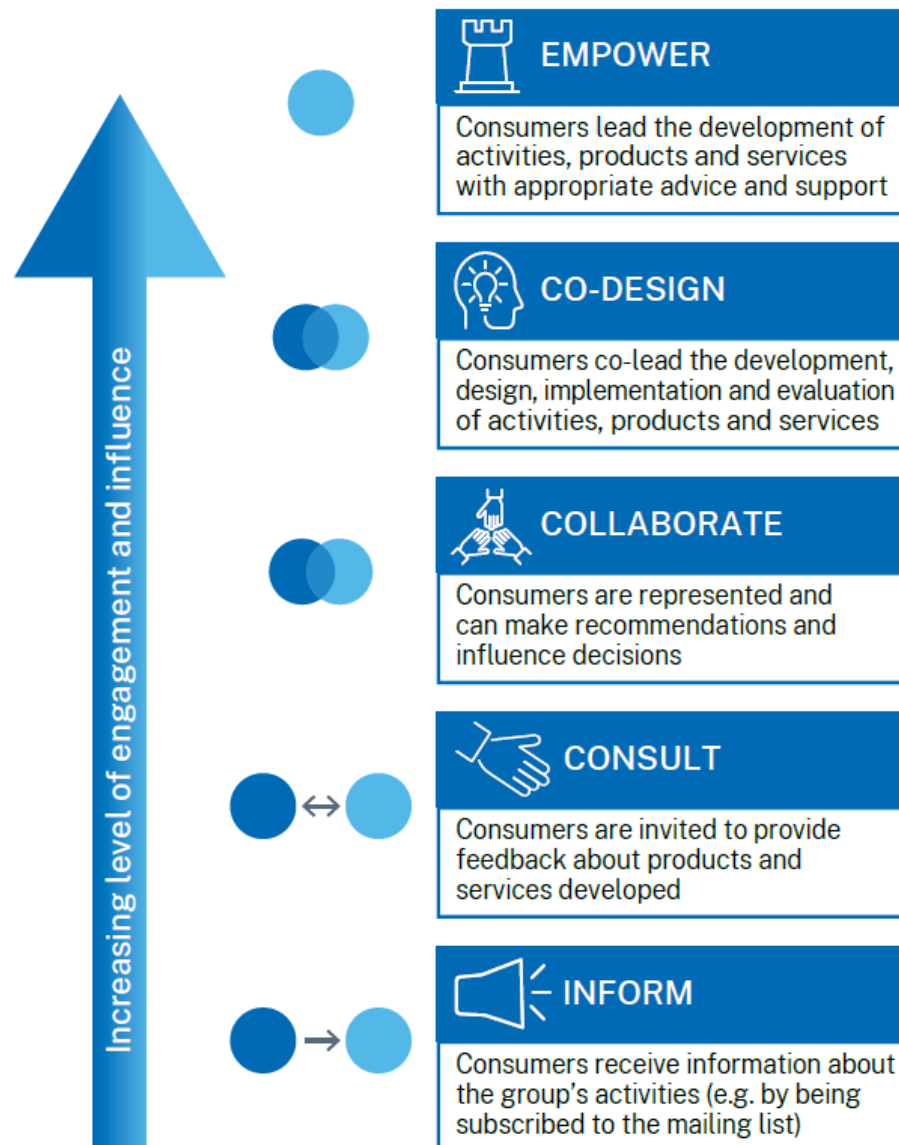 EMPOWER
Consumers lead the development of
activities, products and services
with appropriate advice and support
CO-DESIGN
Consumers co-lead the development,
design, implementation and evaluation
of activities, products and services
COLLABORATE
Consumers are represented and
can make recommendations and
influence decisions
CONSULT
Consumers are invited to provide
feedback about products and
services developed
INFORM
Consumers receive information about
the group's activities (e.g. by being
subscribed to the mailing list)
Increasing level of engagement and influence